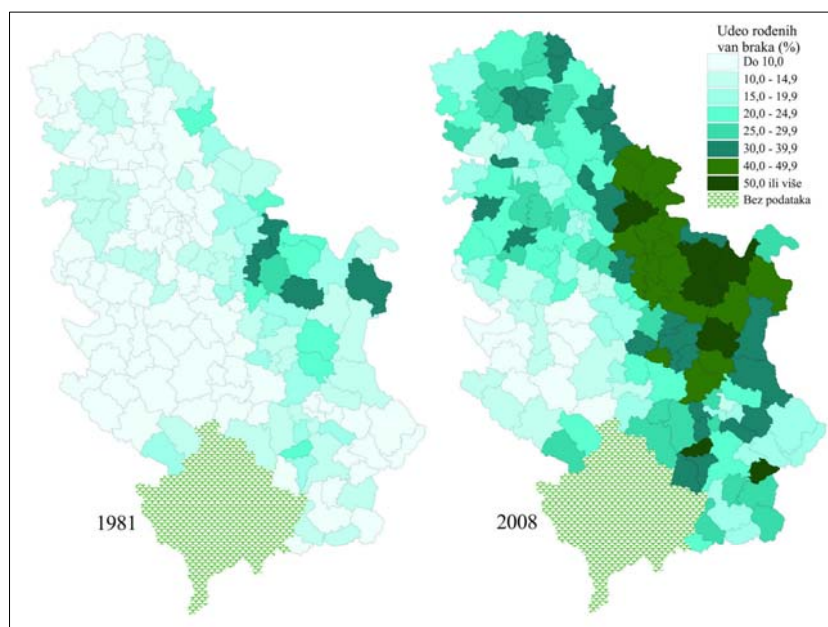 Udeo rođenih
van braka (%)
Do 10,0
10,0 - 14,9
15,0 - 19,9
20,0 - 24,9
25,0 - 29,9
30,0 - 39,9
40,0 - 49,9
50,0 ili više
Bez podataka
1981
2008